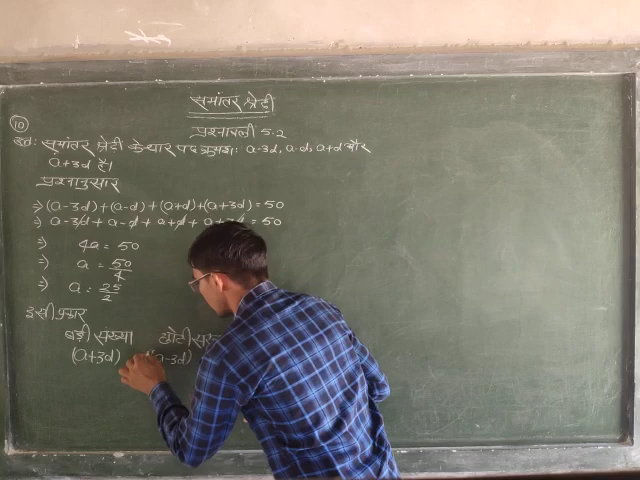 समांतर श्रेढ़ी
प्रश्नावली 5.2
(10)
हल: समांतर श्रेढ़ी के चार पद क्रमश: a-3d, a-d, a+d और
a+3d है।
प्रश्नानुसार
⇒ (a-3d)+(a-d)+(a+d)+(a+3d) = 50
⇒ a-3d + a-d + a+d + a+3d = 50
⇒ 4a = 50
⇒ a = 50/4
⇒ a = 25/2
इसी प्रकार
बड़ी संख्या छोटी
(a+3d) (a-3d)